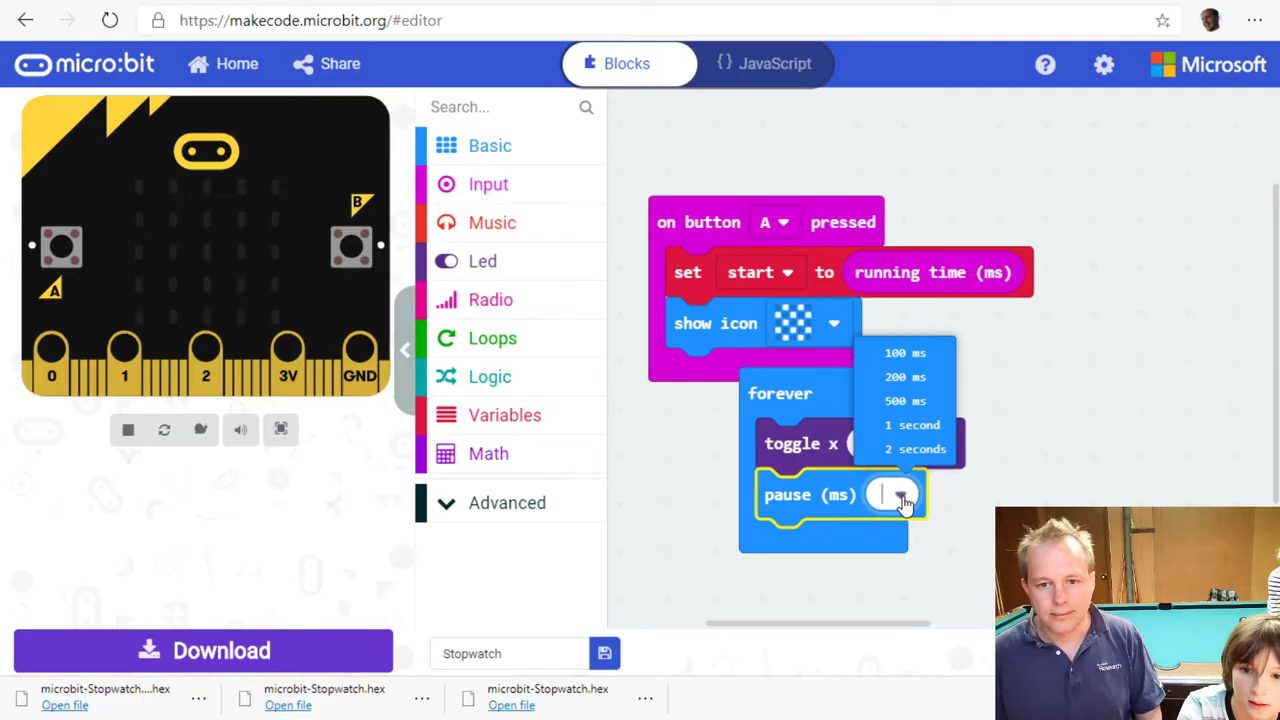 https://makecode.microbit.org/#editor
micro:bit
Home
Share
Blocks
{} JavaScript
?
Microsoft
A
B
0
1
2
3V
GND
Search...
Basic
Input
Music
Led
Radio
Loops
Logic
Variables
Math
Advanced
on button A pressed
set start to running time (ms)
show icon
forever
toggle x
pause (ms)
100 ms
200 ms
500 ms
1 second
2 seconds
Download
Stopwatch
microbit-Stopwatch....hex
Open file
microbit-Stopwatch.hex
Open file
microbit-Stopwatch.hex
Open file
Research